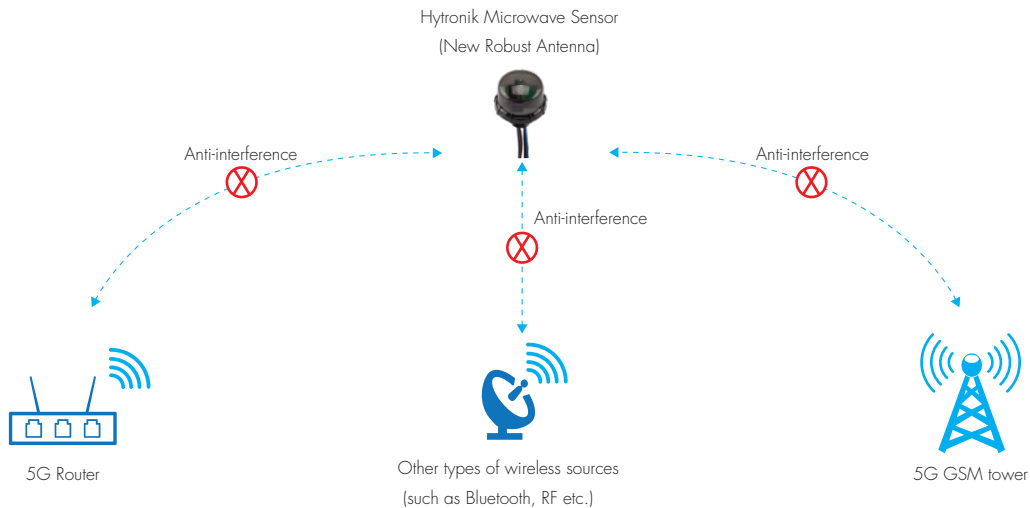 Hytronik Microwave Sensor
(New Robust Antenna)
Anti-interference
Anti-interference
Anti-interference
5G Router
Other types of wireless sources
(such as Bluetooth, RF etc.)
5G GSM tower